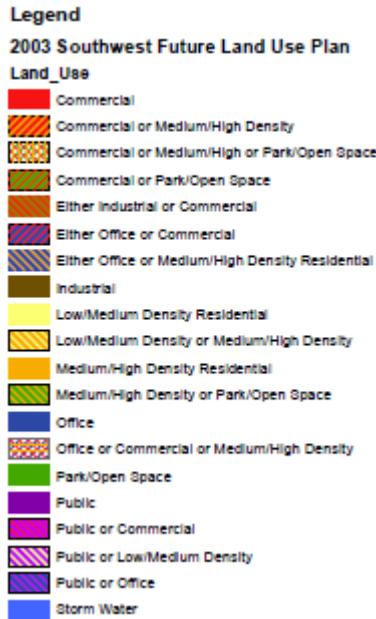 Legend
2003 Southwest Future Land Use Plan
Land_Use
Commercial
Commercial or Medium/High Density
Commercial or Medium/High or Park/Open Space
Commercial or Park/Open Space
Either Industrial or Commercial
Either Office or Commercial
Either Office or Medium/High Density Residential
Industrial
Low/Medium Density Residential
Low/Medium Density or Medium/High Density
Medium/High Density Residential
Medium/High Density or Park/Open Space
Office
Office or Commercial or Medium/High Density
Park/Open Space
Public
Public or Commercial
Public or Low/Medium Density
Public or Office
Storm Water